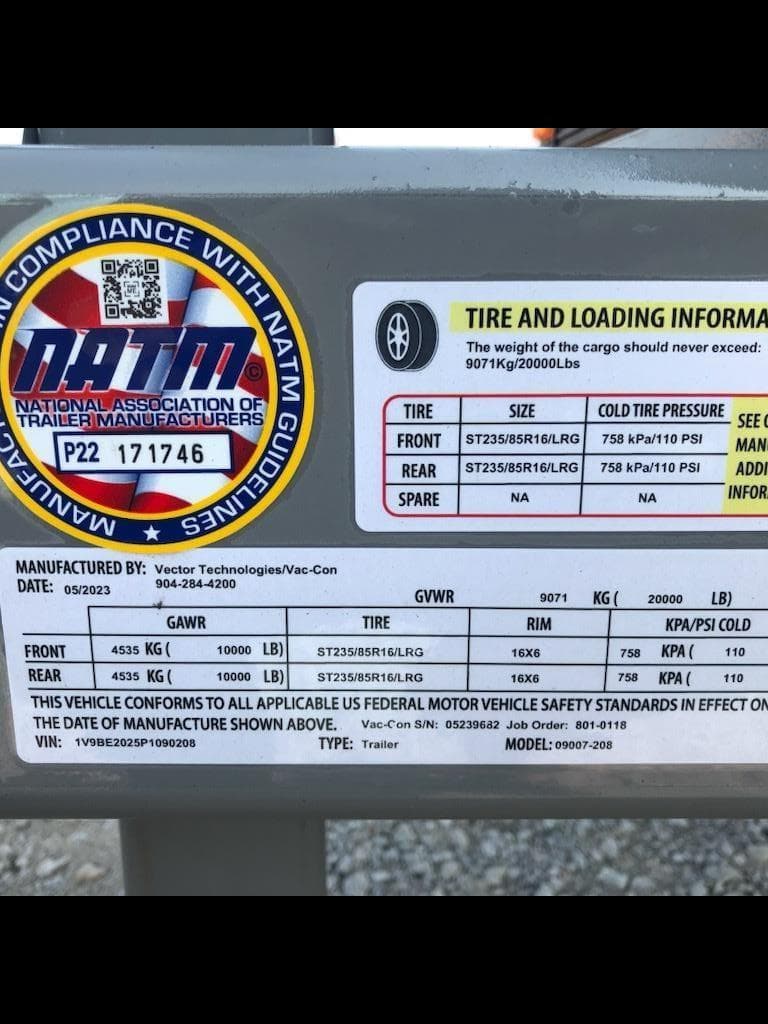 MANUFACT
IN COMPLIANCE WITH NATM GUIDELINES
NATM ©
NATIONAL ASSOCIATION OF
TRAILER MANUFACTURERS
P22 171746
TIRE AND LOADING INFORMA
The weight of the cargo should never exceed:
9071Kg/20000Lbs
TIRE SIZE COLD TIRE PRESSURE
FRONT ST235/85R16/LRG 758 kPa/110 PSI
REAR ST235/85R16/LRG 758 kPa/110 PSI
SPARE NA NA
SEE
MAN
ADDI
INFOR
MANUFACTURED BY: Vector Technologies/Vac-Con
DATE: 05/2023 904-284-4200
GVWR 9071 KG ( 20000 LB)
GAWR TIRE RIM KPA/PSI COLD
FRONT 4535 KG ( 10000 LB) ST235/85R16/LRG 16X6 758 KPA ( 110
REAR 4535 KG ( 10000 LB) ST235/85R16/LRG 16X6 758 KPA ( 110
THIS VEHICLE CONFORMS TO ALL APPLICABLE US FEDERAL MOTOR VEHICLE SAFETY STANDARDS IN EFFECT ON
THE DATE OF MANUFACTURE SHOWN ABOVE. Vac-Con S/N: 05239682 Job Order: 801-0118
VIN: 1V9BE2025P1090208 TYPE: Trailer MODEL: 09007-208